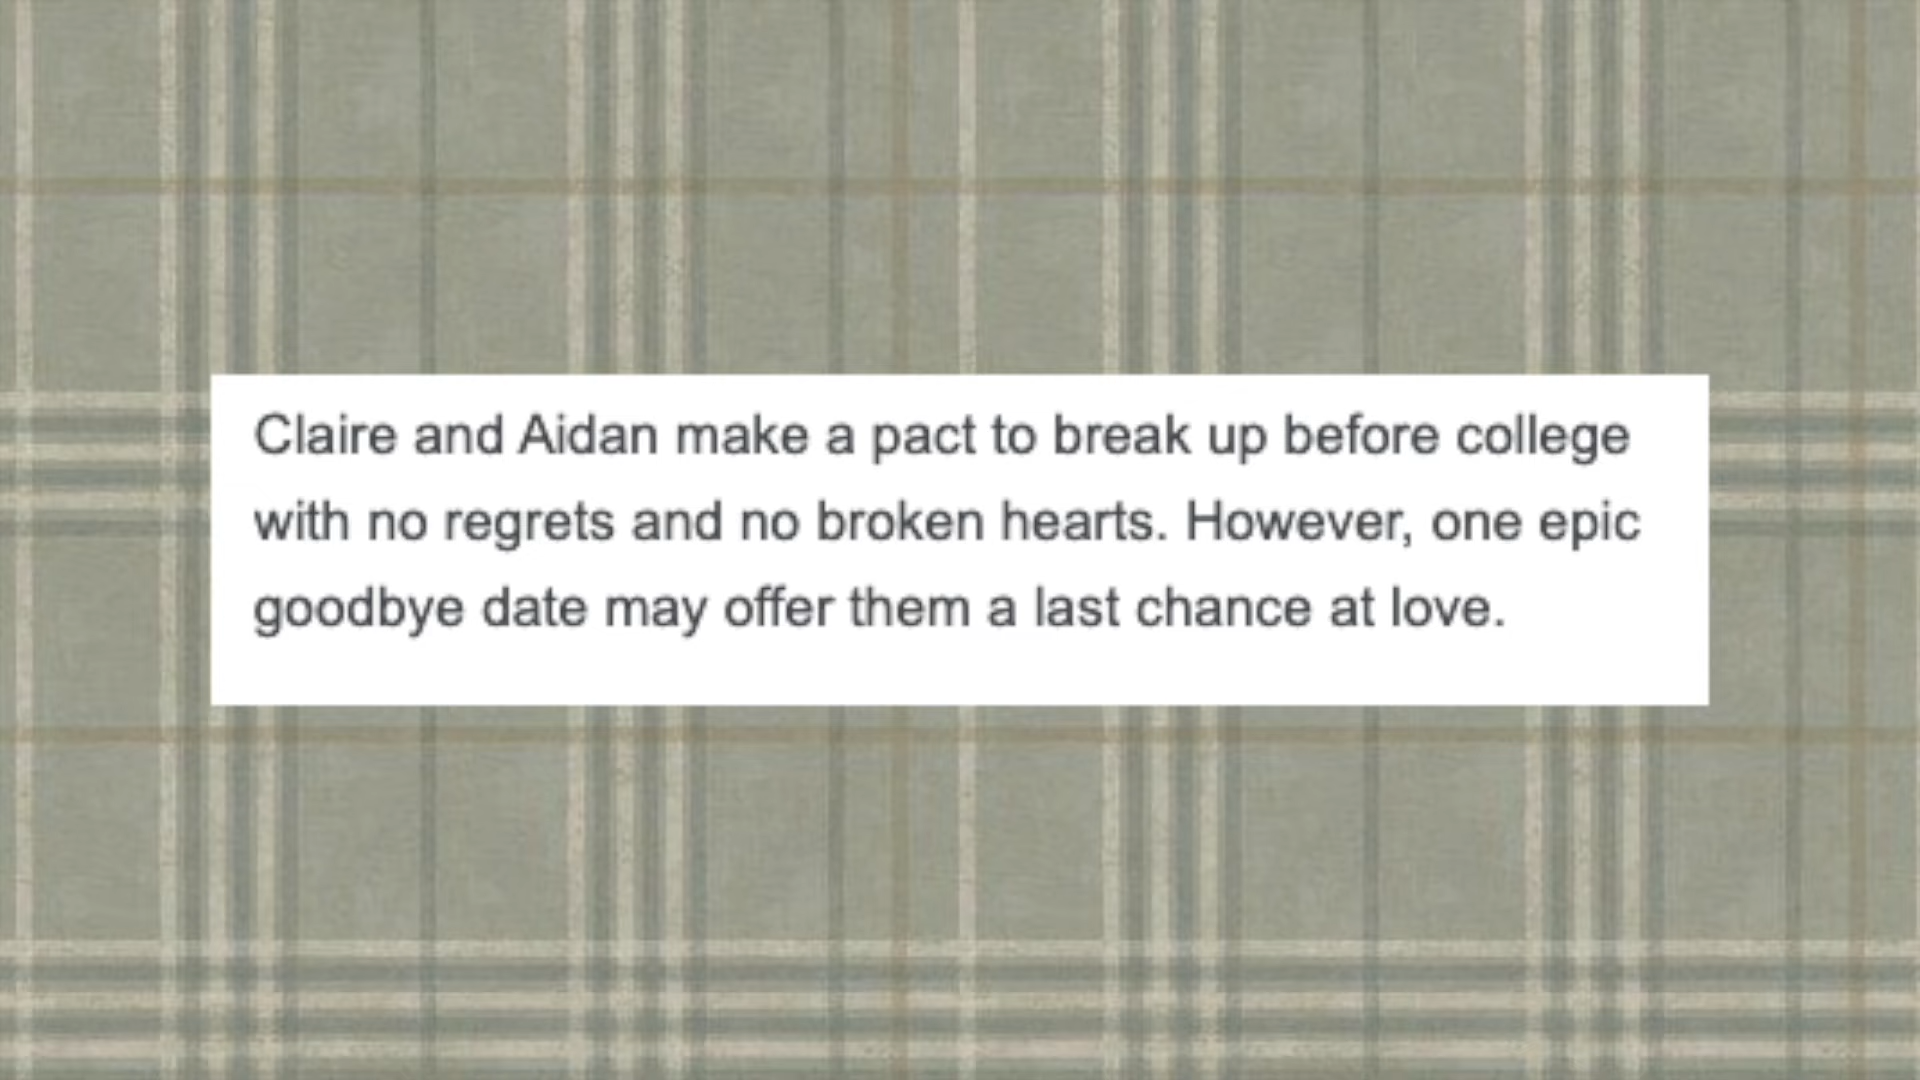 Claire and Aidan make a pact to break up before college
with no regrets and no broken hearts. However, one epic
goodbye date may offer them a last chance at love.